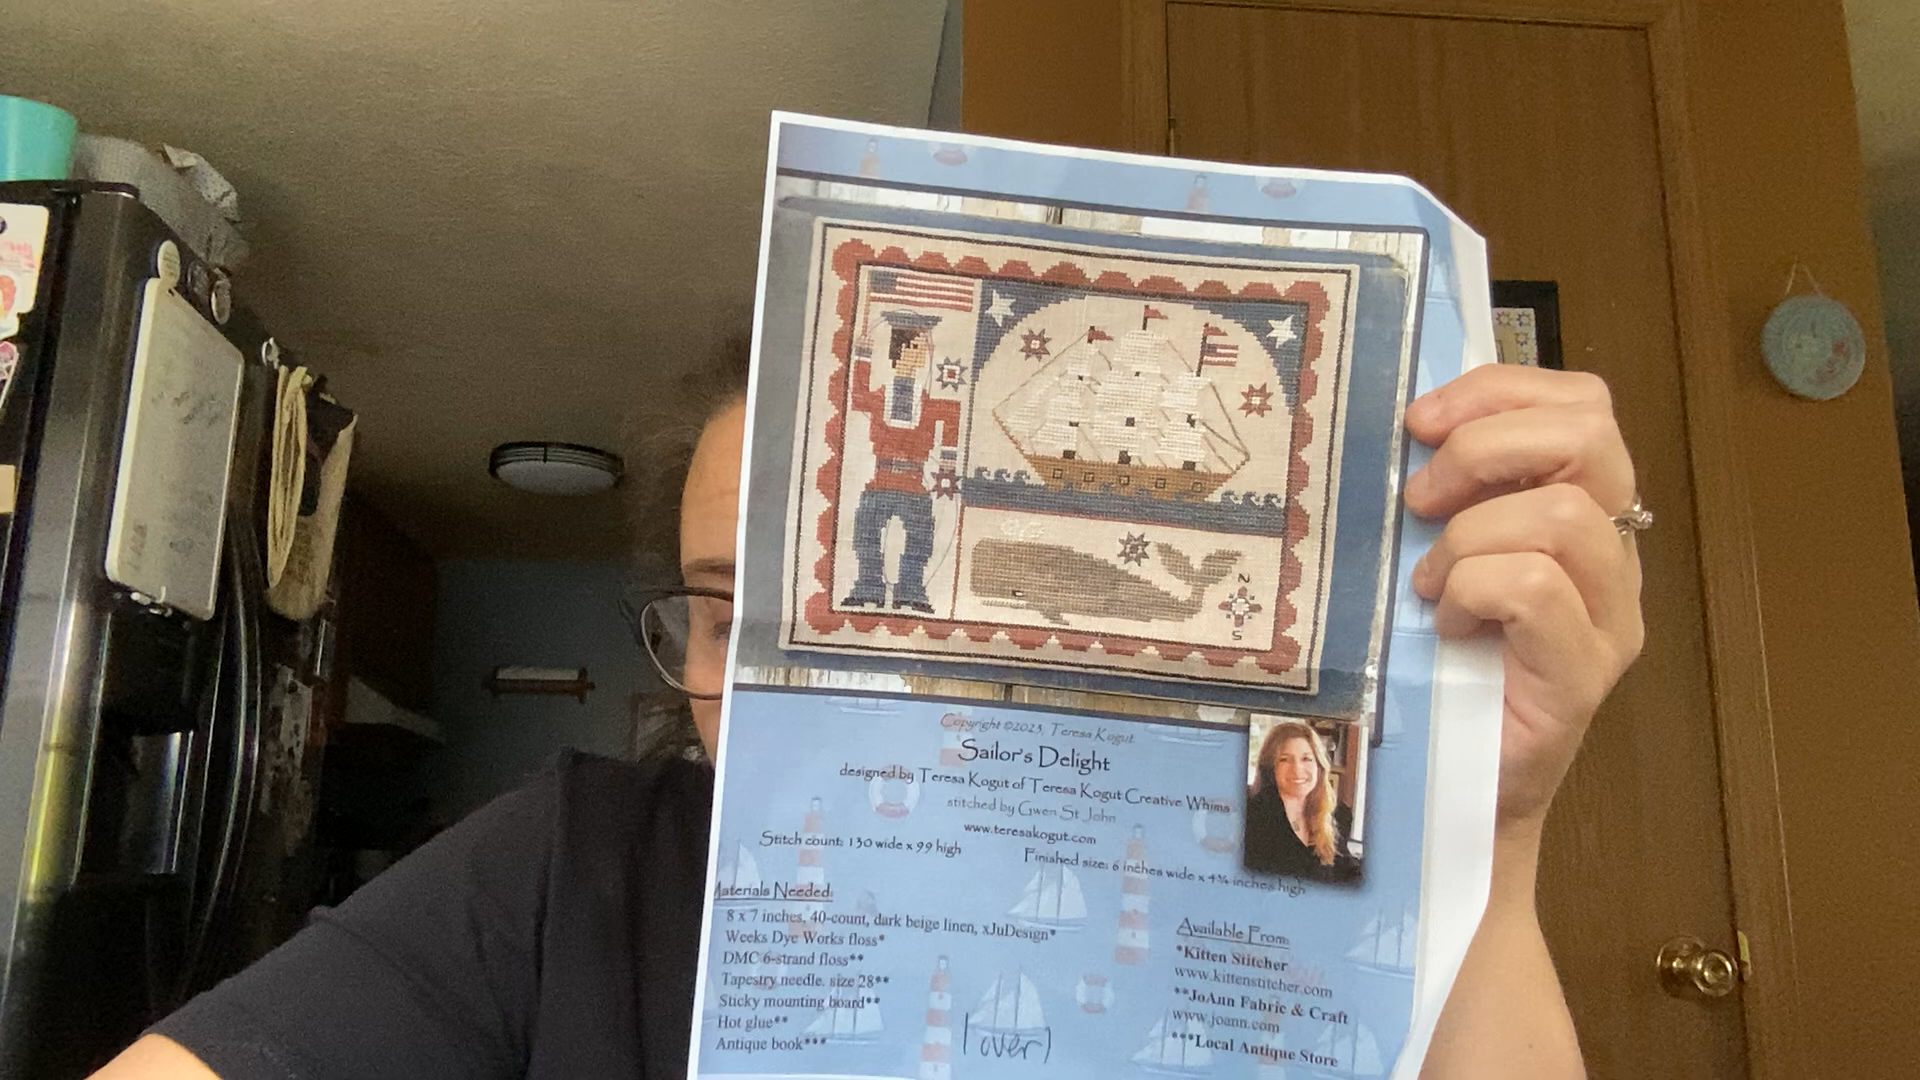 N
S
Copyright ©2023, Teresa Kogut
Sailor's Delight
designed by Teresa Kogut of Teresa Kogut Creative Whims
stitched by Gwen St John
www.teresakogut.com
Stitch count: 130 wide x 99 high
Finished size: 6 inches wide x 4¾ inches high
Materials Needed:
8 x 7 inches, 40-count, dark beige linen, xJuDesign*
Weeks Dye Works floss*
DMC 6-strand floss**
Tapestry needle, size 28**
Sticky mounting board**
Hot glue**
Antique book***
(over)
Available From:
*Kitten Stitcher
www.kittenstitcher.com
**JoAnn Fabric & Craft
www.joann.com
***Local Antique Store